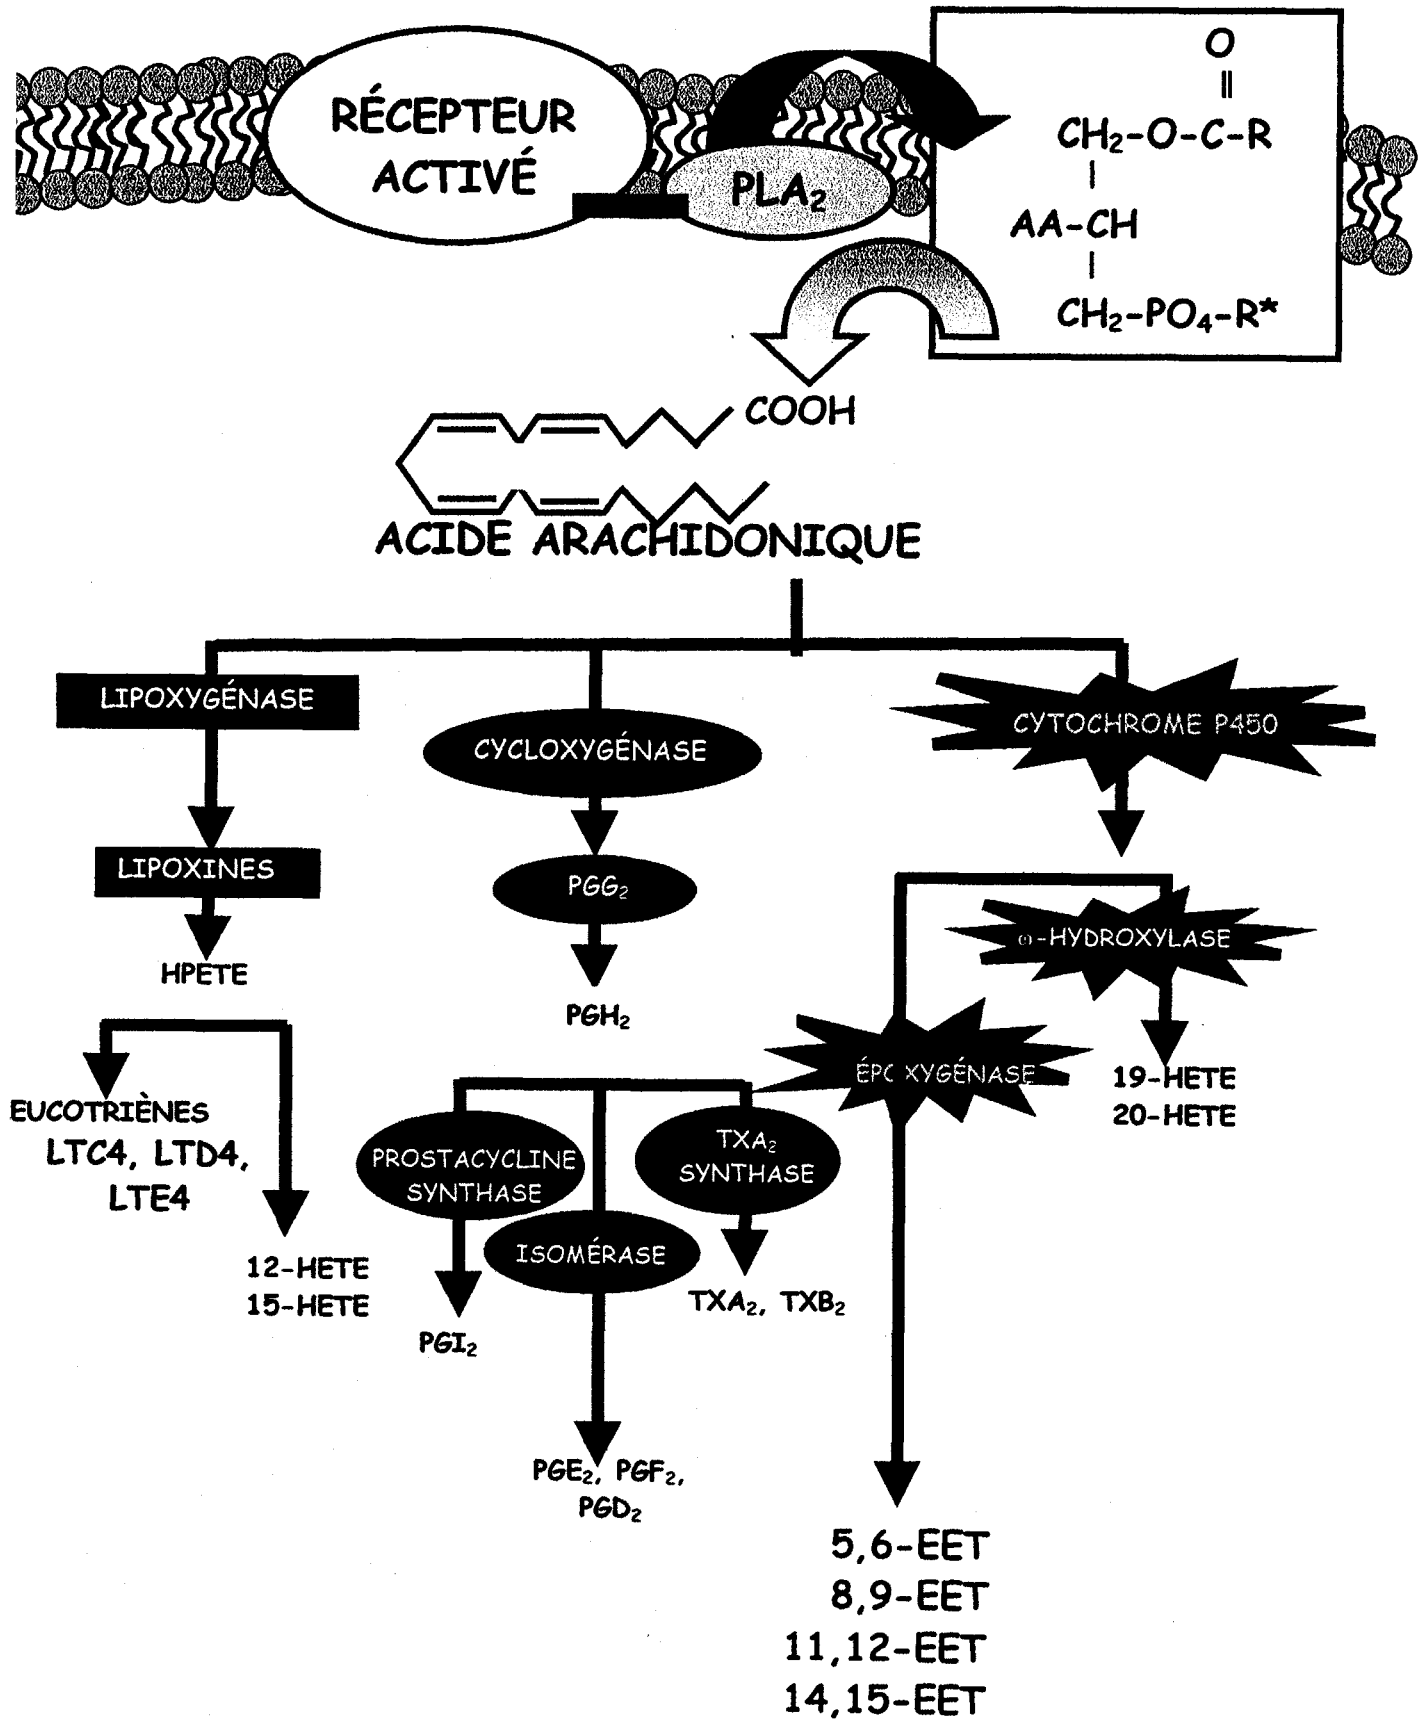 RÉCEPTEUR
ACTIVÉ
PLA₂
O
||
CH₂-O-C-R
|
AA-CH
|
CH₂-PO₄-R*
COOH
ACIDE ARACHIDONIQUE
LIPOXYGÉNASE
CYCLOXYGÉNASE
CYTOCHROME P450
LIPOXINES
PGG₂
ω-HYDROXYLASE
HPETE
PGH₂
ÉPOXYGÉNASE
19-HETE
20-HETE
EUCOTRIÈNES
LTC4, LTD4,
LTE4
PROSTACYCLINE
SYNTHASE
TXA₂
SYNTHASE
ISOMÉRASE
12-HETE
15-HETE
TXA₂, TXB₂
PGI₂
PGE₂, PGF₂,
PGD₂
5,6-EET
8,9-EET
11,12-EET
14,15-EET